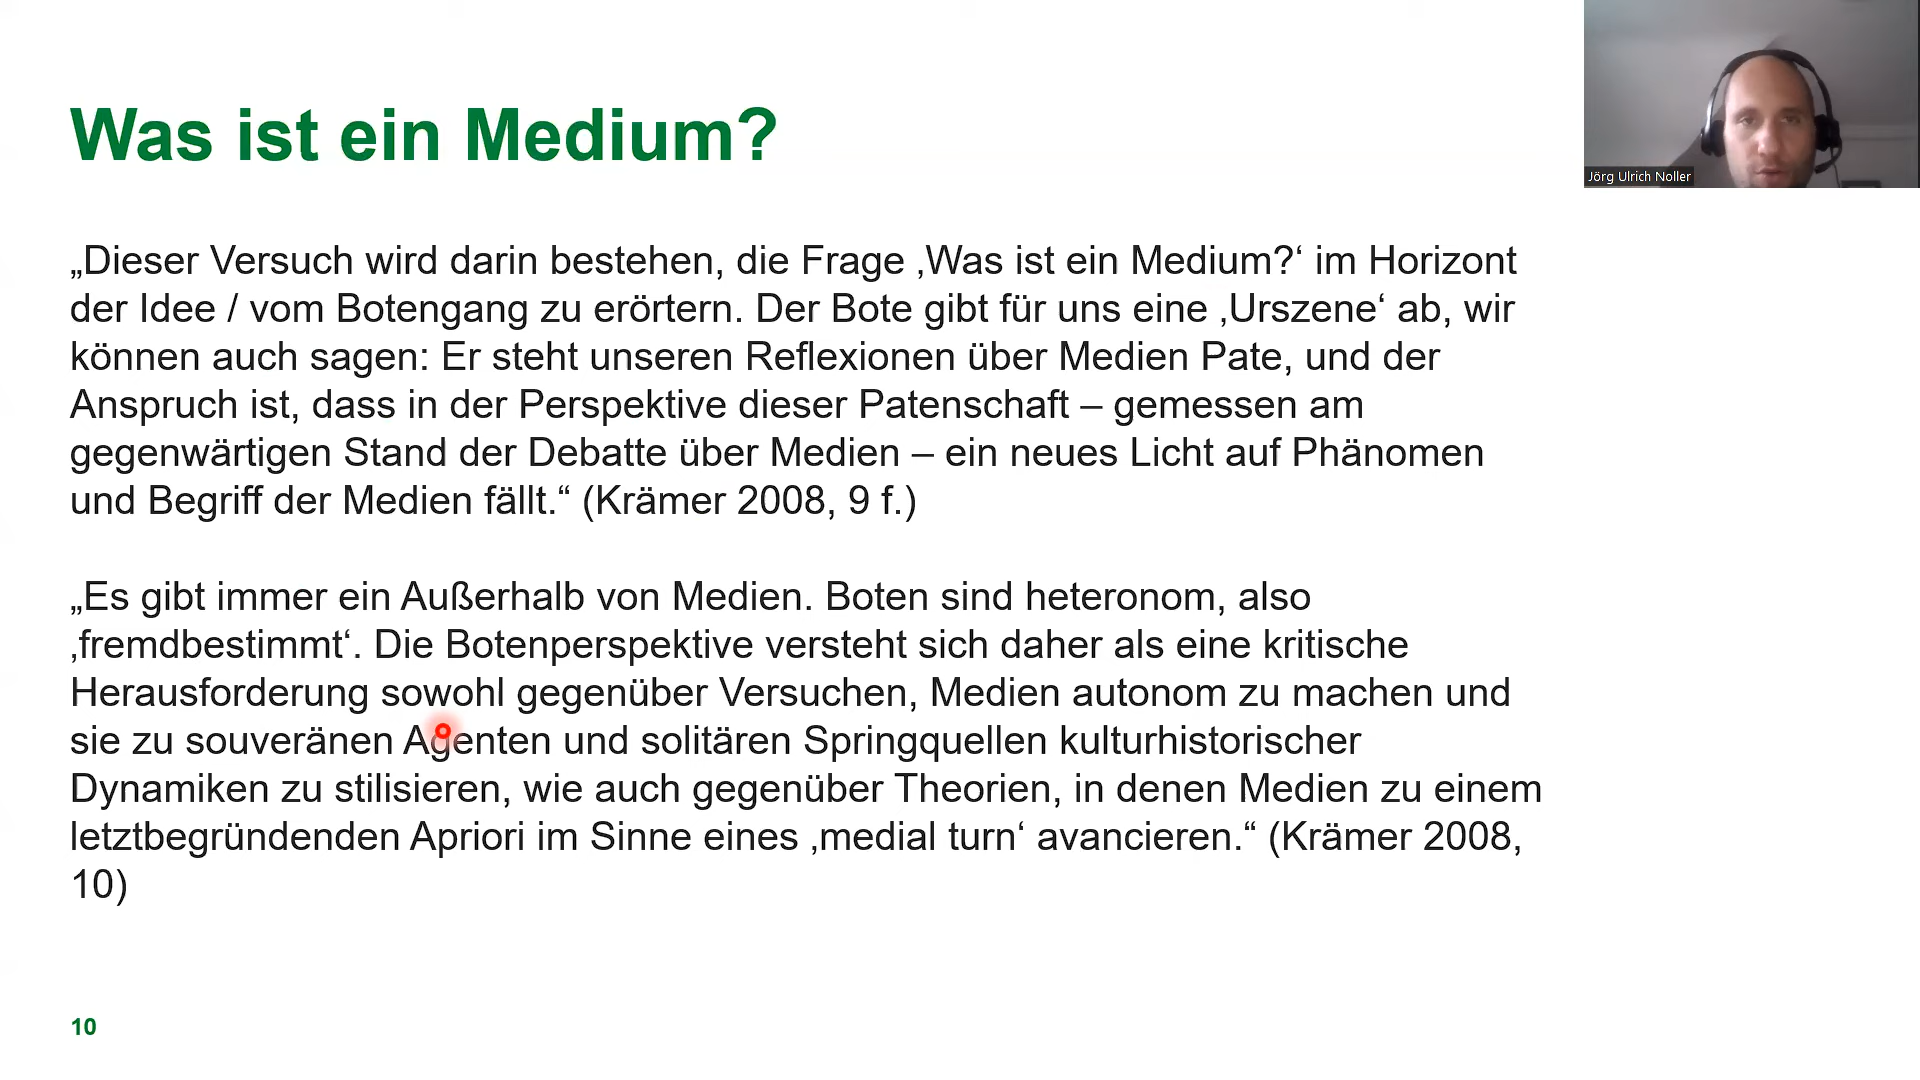 Was ist ein Medium?
Jörg Ulrich Noller
„Dieser Versuch wird darin bestehen, die Frage ‚Was ist ein Medium?‘ im Horizont
der Idee / vom Botengang zu erörtern. Der Bote gibt für uns eine ‚Urszene‘ ab, wir
können auch sagen: Er steht unseren Reflexionen über Medien Pate, und der
Anspruch ist, dass in der Perspektive dieser Patenschaft – gemessen am
gegenwärtigen Stand der Debatte über Medien – ein neues Licht auf Phänomen
und Begriff der Medien fällt.“ (Krämer 2008, 9 f.)
„Es gibt immer ein Außerhalb von Medien. Boten sind heteronom, also
‚fremdbestimmt‘. Die Botenperspektive versteht sich daher als eine kritische
Herausforderung sowohl gegenüber Versuchen, Medien autonom zu machen und
sie zu souveränen Agenten und solitären Springquellen kulturhistorischer
Dynamiken zu stilisieren, wie auch gegenüber Theorien, in denen Medien zu einem
letztbegründenden Apriori im Sinne eines ‚medial turn‘ avancieren.“ (Krämer 2008,
10)
10